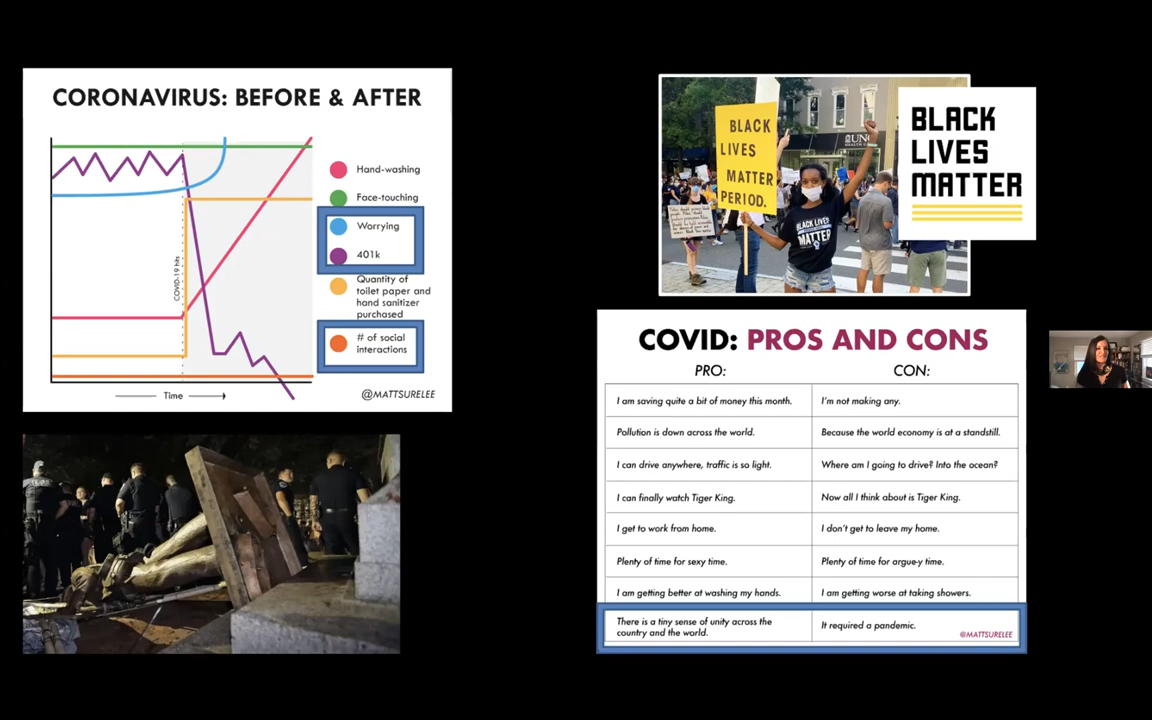 CORONAVIRUS: BEFORE & AFTER
Hand-washing
Face-touching
Worrying
401k
Quantity of
toilet paper and
hand sanitizer
purchased
# of social
interactions
COVID-19 hits
Time
@MATTSURELEE
BLACK
LIVES
MATTER
PERIOD.
BLACK LIVES
MATTER
UNC
BLACK
LIVES
MATTER
COVID: PROS AND CONS
PRO: CON:
I am saving quite a bit of money this month. I'm not making any.
Pollution is down across the world. Because the world economy is at a standstill.
I can drive anywhere, traffic is so light. Where am I going to drive? Into the ocean?
I can finally watch Tiger King. Now all I think about is Tiger King.
I get to work from home. I don't get to leave my home.
Plenty of time for sexy time. Plenty of time for argue-y time.
I am getting better at washing my hands. I am getting worse at taking showers.
There is a tiny sense of unity across the
country and the world.
It required a pandemic.
@MATTSURELEE